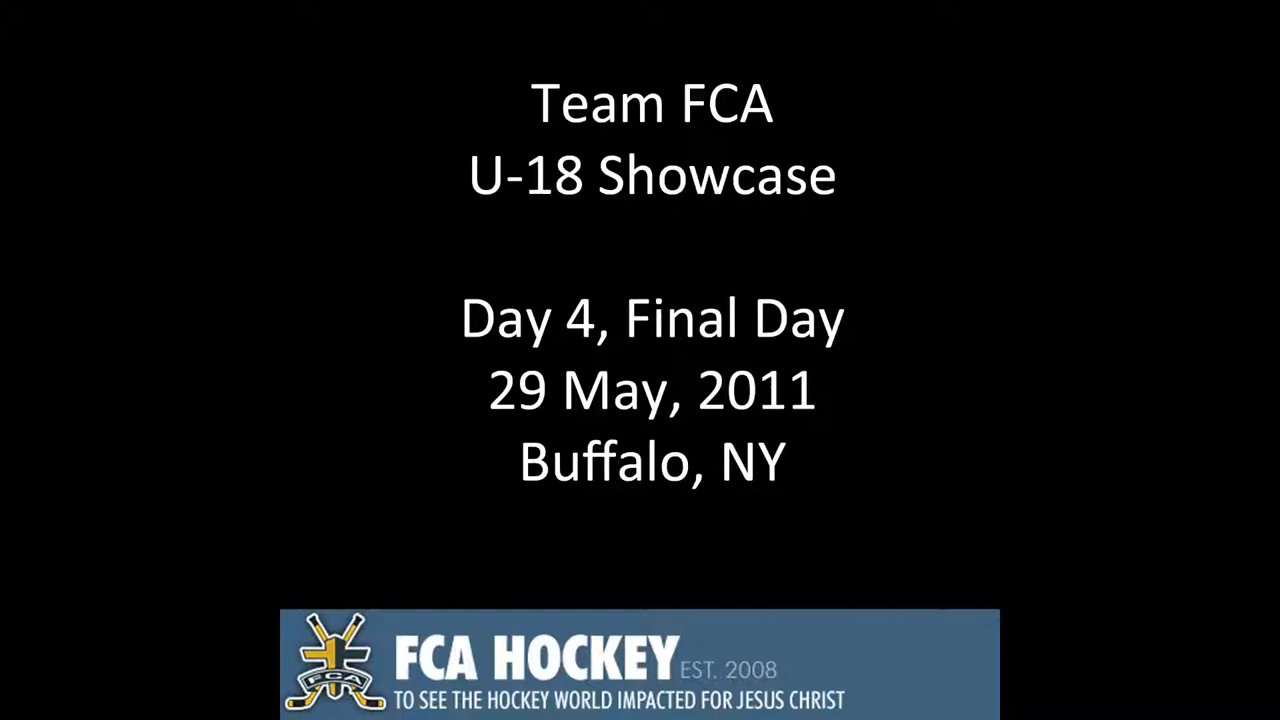 Team FCA
U-18 Showcase
Day 4, Final Day
29 May, 2011
Buffalo, NY
FCA
FCA HOCKEY EST. 2008
TO SEE THE HOCKEY WORLD IMPACTED FOR JESUS CHRIST